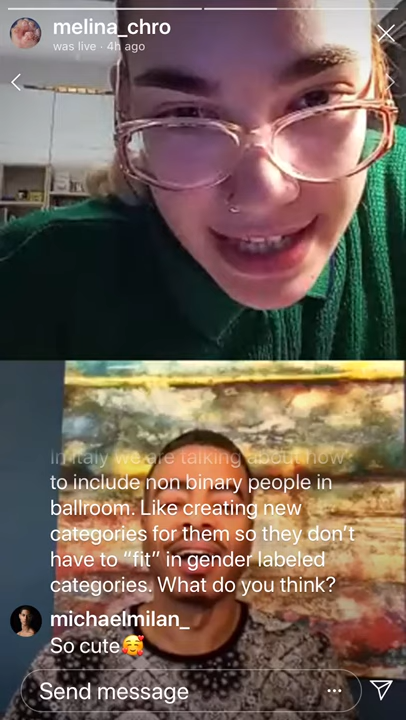 melina_chro
was live · 4h ago
In Italy we are talking about how
to include non binary people in
ballroom. Like creating new
categories for them so they don't
have to “fit” in gender labeled
categories. What do you think?
michaelmilan_
So cute🥰
Send message